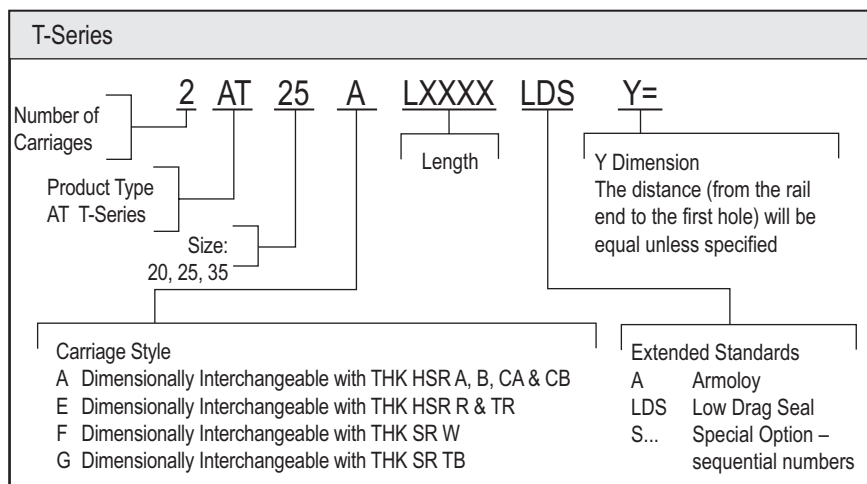 T-Series
2 AT 25 A LXXXX LDS Y=
Number of
Carriages
Length
Product Type
AT T-Series
Size:
20, 25, 35
Y Dimension
The distance (from the rail
end to the first hole) will be
equal unless specified
Carriage Style
A Dimensionally Interchangeable with THK HSR A, B, CA & CB
E Dimensionally Interchangeable with THK HSR R & TR
F Dimensionally Interchangeable with THK SR W
G Dimensionally Interchangeable with THK SR TB
Extended Standards
A Armoloy
LDS Low Drag Seal
S... Special Option –
sequential numbers